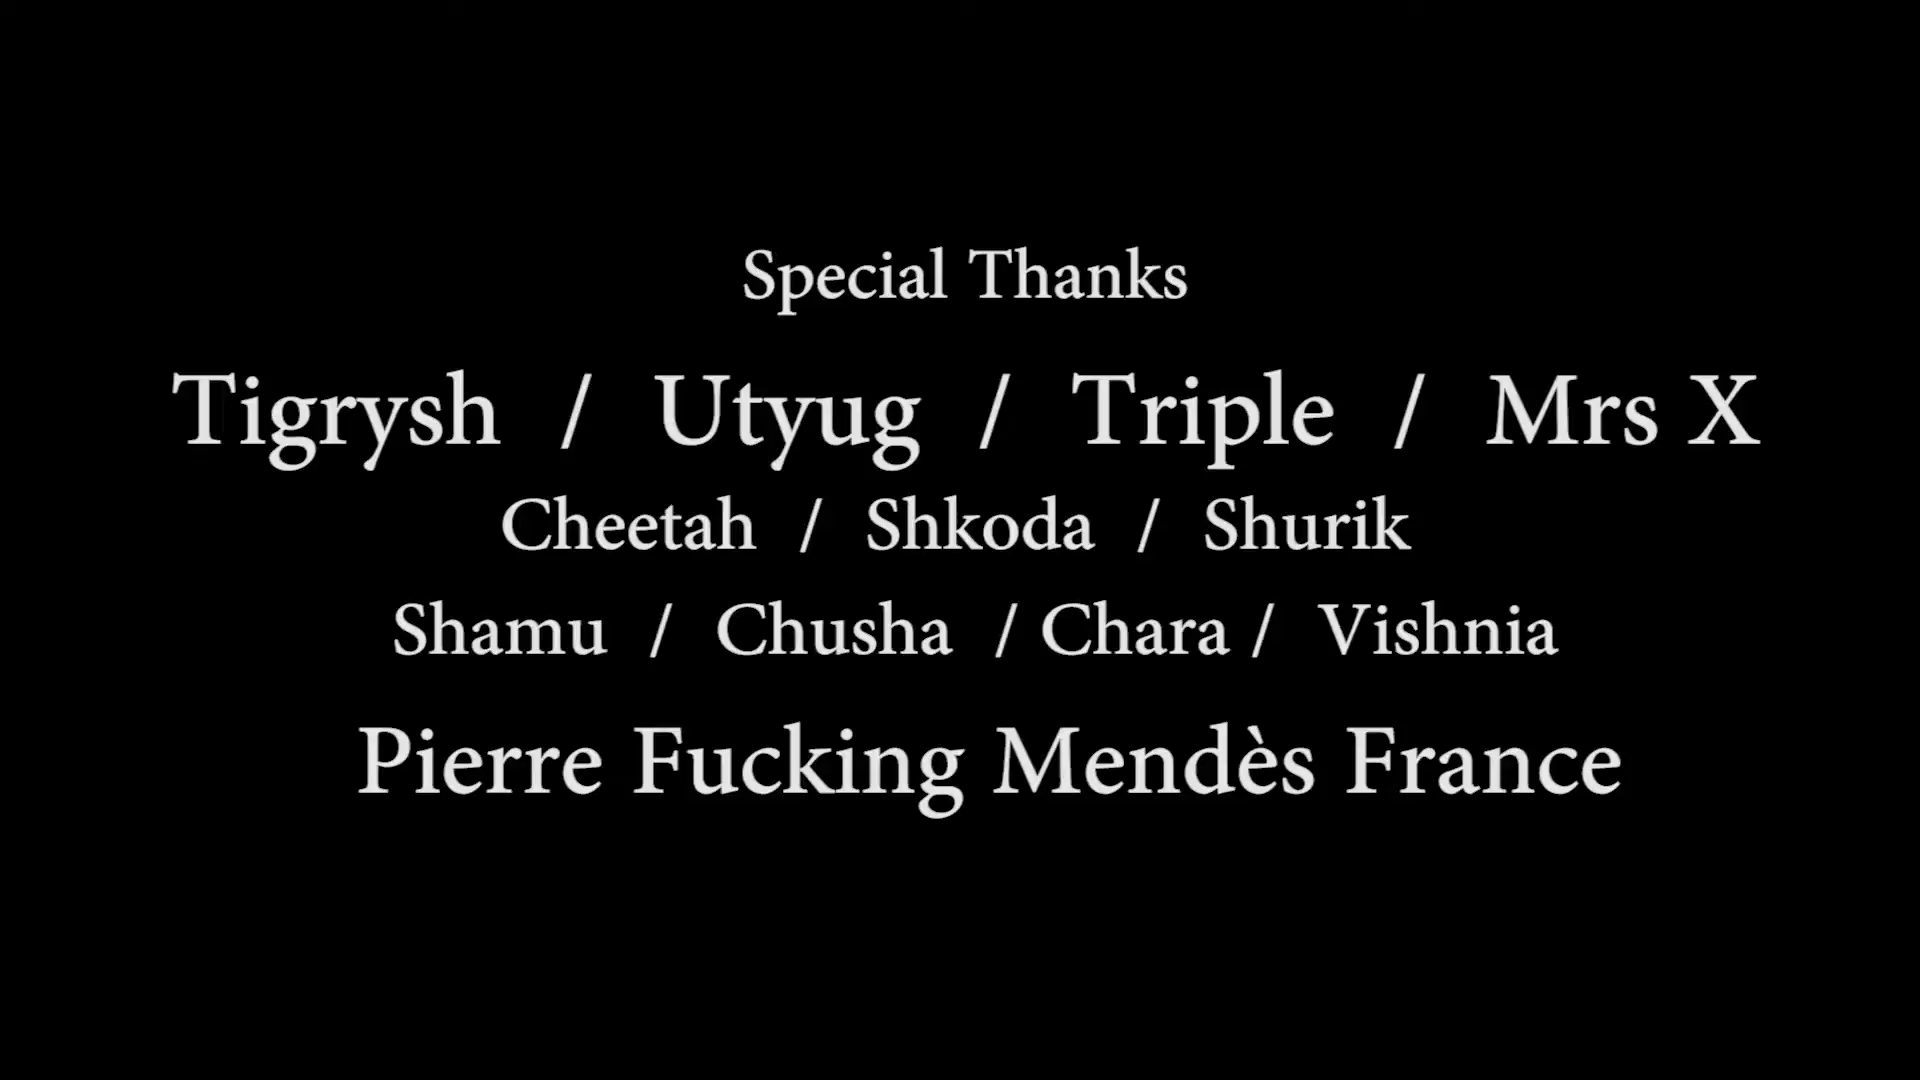 Special Thanks
Tigrysh / Utyug / Triple / Mrs X
Cheetah / Shkoda / Shurik
Shamu / Chusha / Chara / Vishnia
Pierre Fucking Mendès France